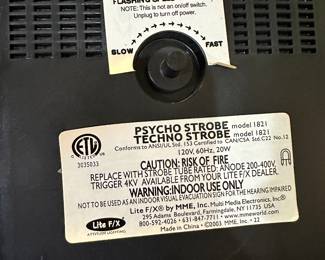 NOTE: This is not an on/off switch.
Unplug to turn off power.
SLOW
FAST
PSYCHO STROBE model 1821
TECHNO STROBE model 1821
Conforms to ANSI/UL Std.153 Certified to CAN/CSA Std.C22 No.12
120V, 60Hz, 20W
ETL
3035033
CAUTION: RISK OF FIRE
REPLACE WITH STROBE TUBE RATED: ANODE 200-400V,
TRIGGER 4KV AVAILABLE FROM YOUR LITE F/X DEALER
WARNING:INDOOR USE ONLY
NOT TO BE USED AS AN INDOOR VISUAL EVACUATION SIGN FOR THE HEARING IMPAIRED
Lite F/X
Lite F/X® by MME, Inc. Multi Media Electronics, Inc®
295 Adams Boulevard, Farmingdale, NY 11735 USA
800-592-4026 : 631-847-7711 : www.mmeworld.com
Made in China - ©2003 MME, Inc. - 22